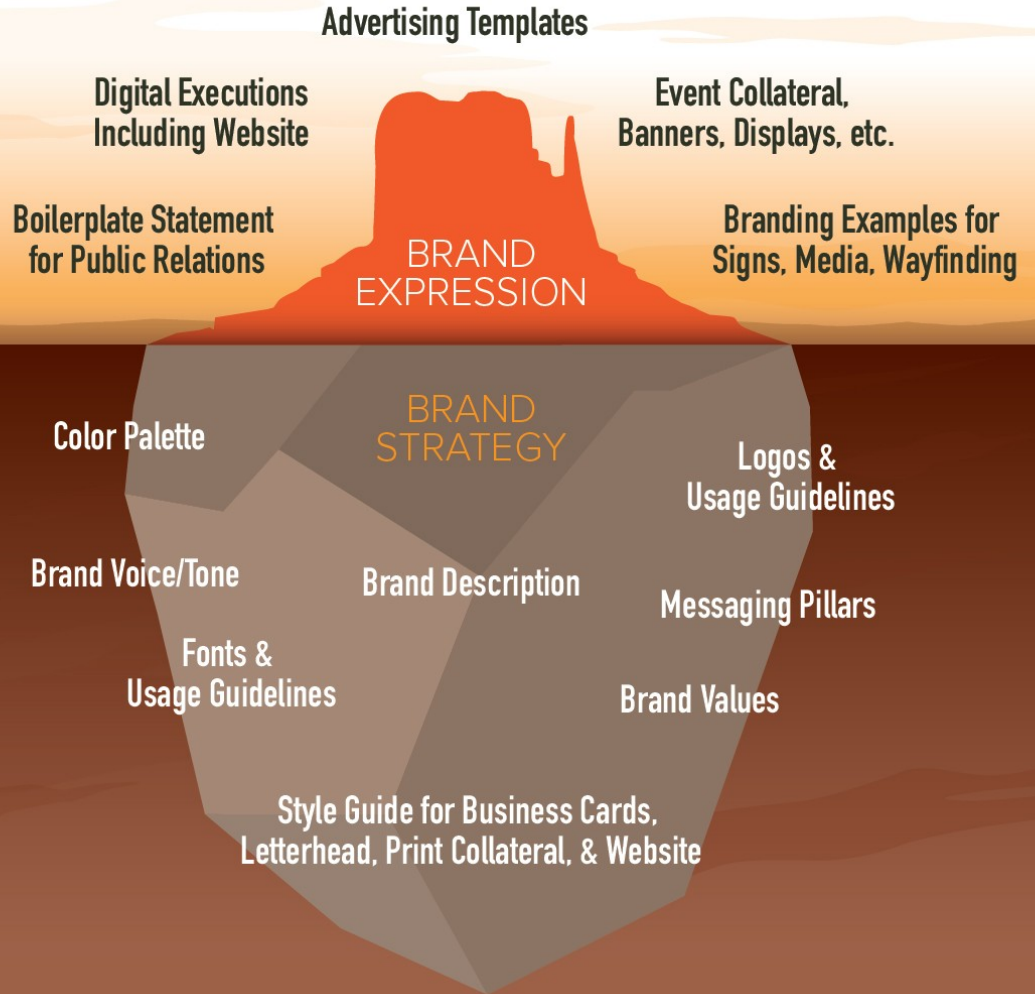 Advertising Templates
Digital Executions
Including Website
Event Collateral,
Banners, Displays, etc.
Boilerplate Statement
for Public Relations
Branding Examples for
Signs, Media, Wayfinding
BRAND
EXPRESSION
BRAND
STRATEGY
Color Palette
Logos &
Usage Guidelines
Brand Voice/Tone
Brand Description
Messaging Pillars
Fonts &
Usage Guidelines
Brand Values
Style Guide for Business Cards,
Letterhead, Print Collateral, & Website